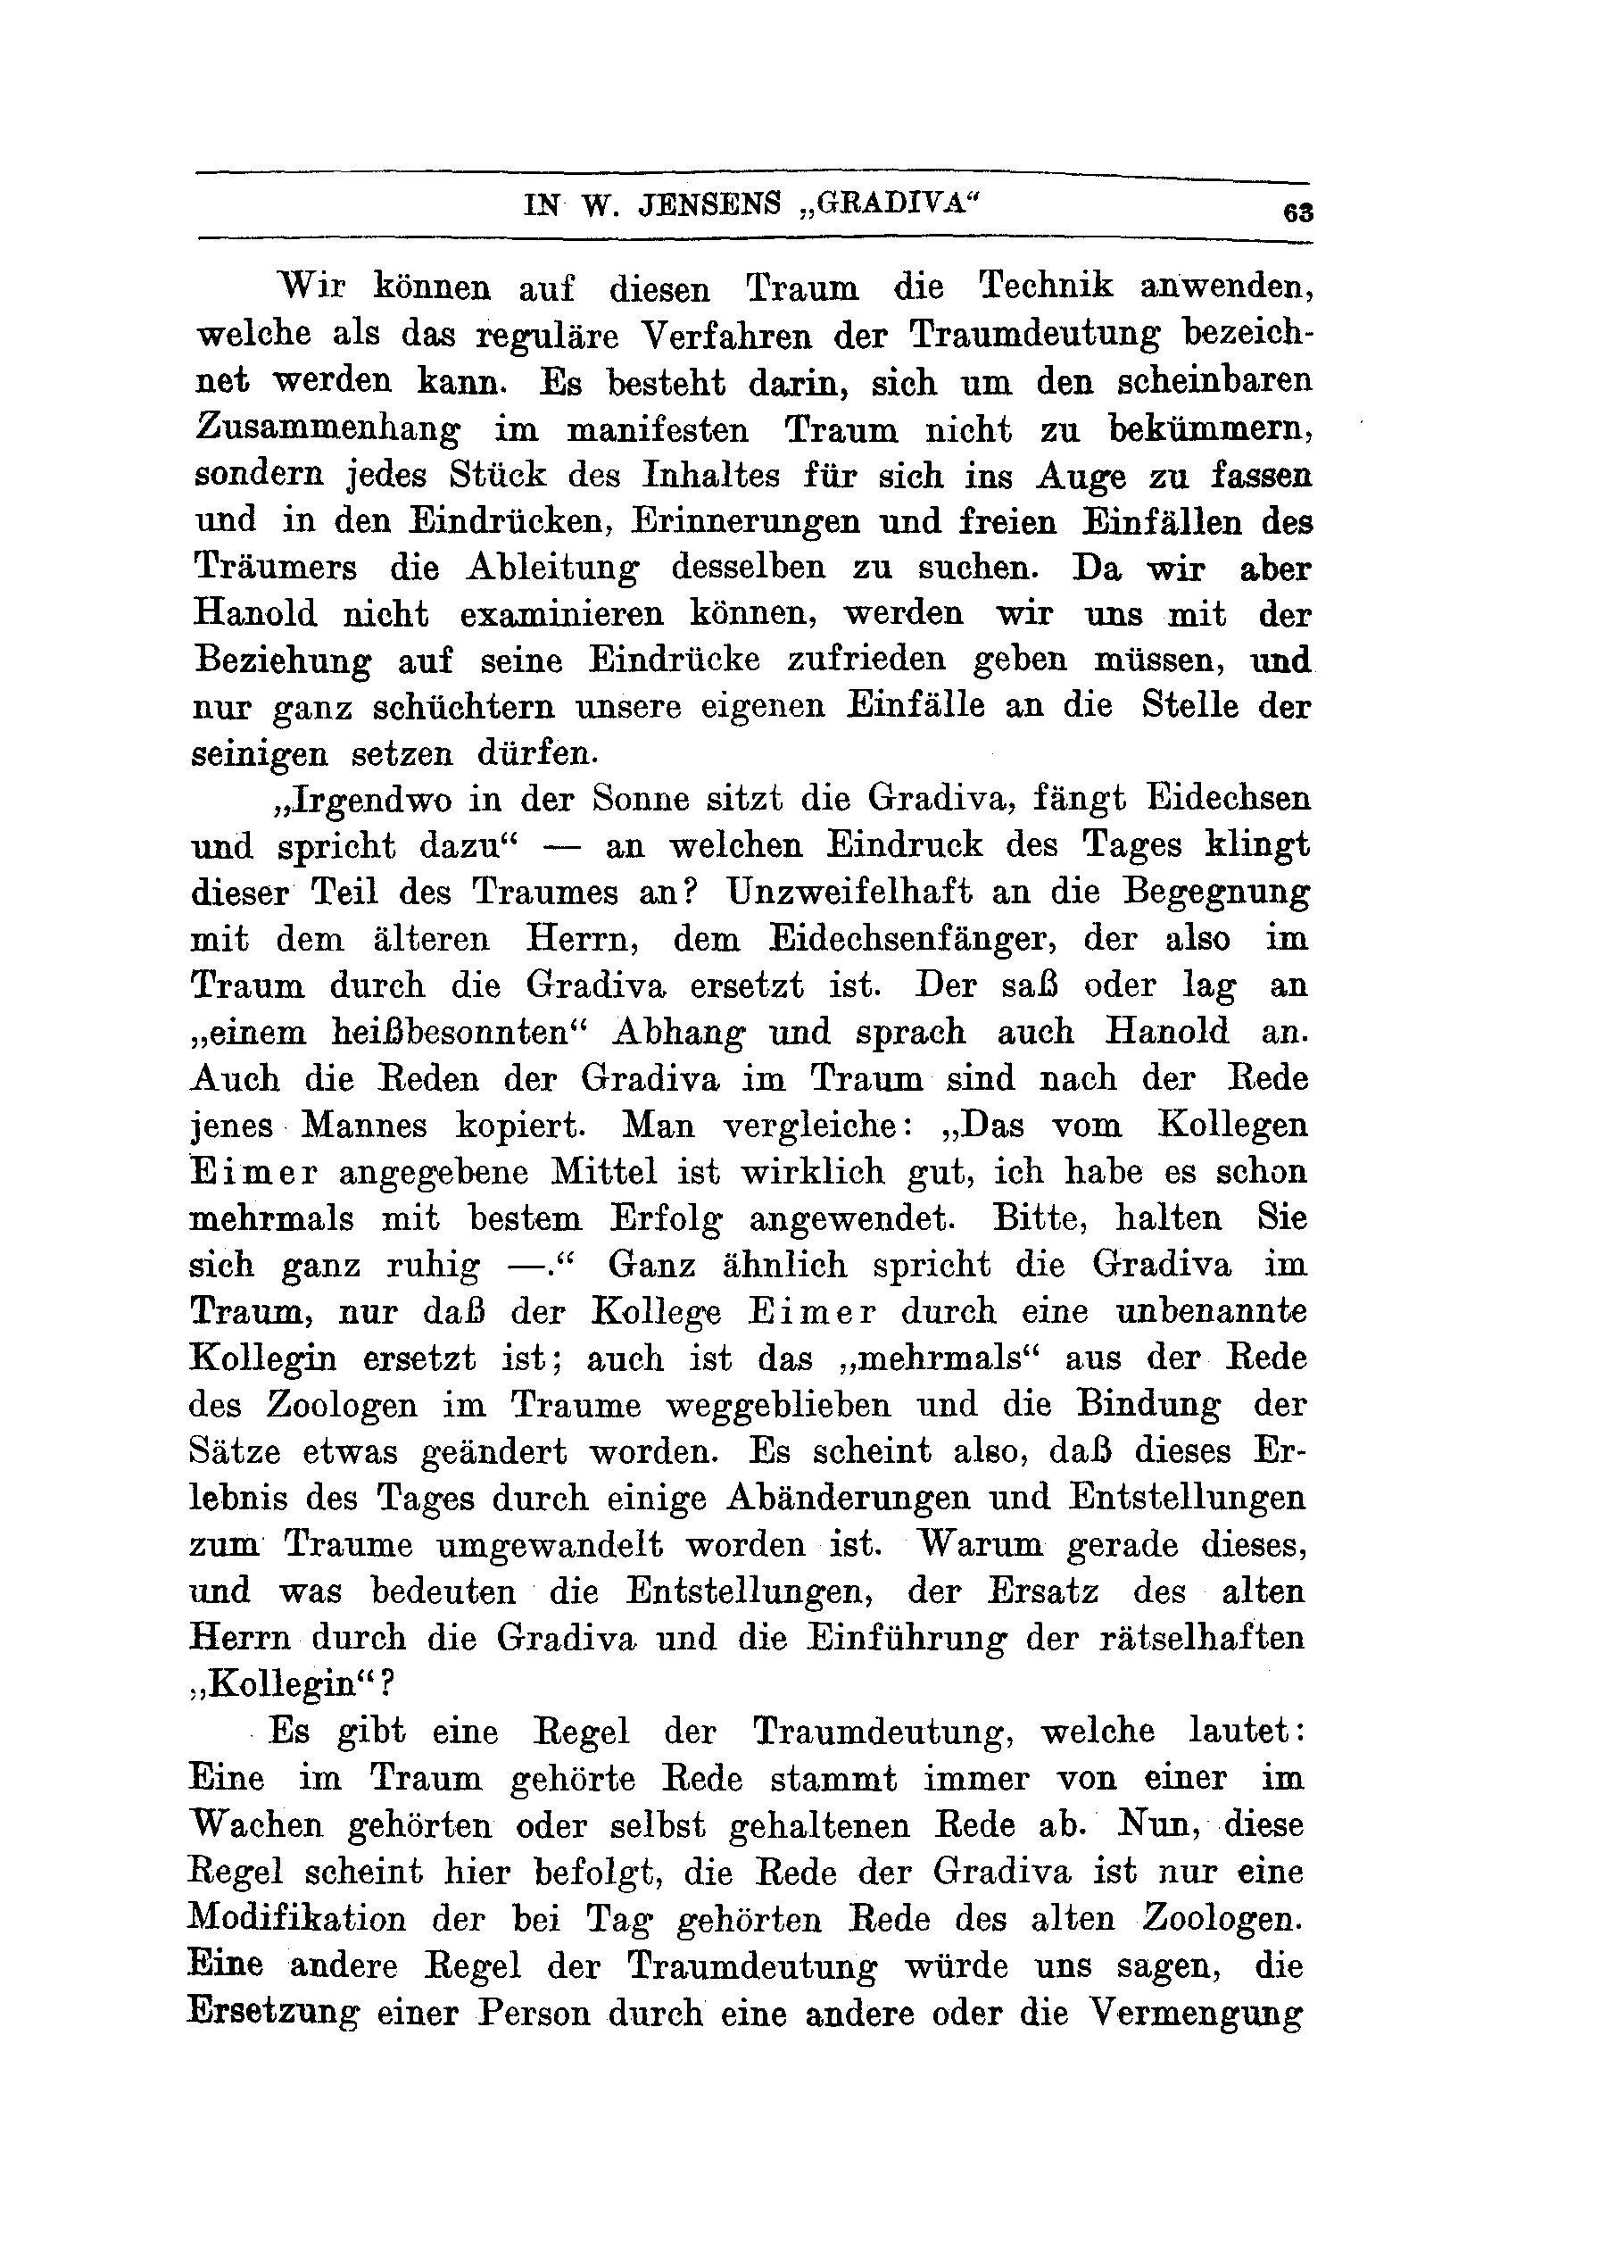 IN W. JENSENS „GRADIVA“ 63
Wir können auf diesen Traum die Technik anwenden,
welche als das reguläre Verfahren der Traumdeutung bezeich-
net werden kann. Es besteht darin, sich um den scheinbaren
Zusammenhang im manifesten Traum nicht zu bekümmern,
sondern jedes Stück des Inhaltes für sich ins Auge zu fassen
und in den Eindrücken, Erinnerungen und freien Einfällen des
Träumers die Ableitung desselben zu suchen. Da wir aber
Hanold nicht examinieren können, werden wir uns mit der
Beziehung auf seine Eindrücke zufrieden geben müssen, und
nur ganz schüchtern unsere eigenen Einfälle an die Stelle der
seinigen setzen dürfen.
„Irgendwo in der Sonne sitzt die Gradiva, fängt Eidechsen
und spricht dazu“ — an welchen Eindruck des Tages klingt
dieser Teil des Traumes an? Unzweifelhaft an die Begegnung
mit dem älteren Herrn, dem Eidechsenfänger, der also im
Traum durch die Gradiva ersetzt ist. Der saß oder lag an
„einem heißbesonnten“ Abhang und sprach auch Hanold an.
Auch die Reden der Gradiva im Traum sind nach der Rede
jenes Mannes kopiert. Man vergleiche: „Das vom Kollegen
Eimer angegebene Mittel ist wirklich gut, ich habe es schon
mehrmals mit bestem Erfolg angewendet. Bitte, halten Sie
sich ganz ruhig —.“ Ganz ähnlich spricht die Gradiva im
Traum, nur daß der Kollege Eimer durch eine unbenannte
Kollegin ersetzt ist; auch ist das „mehrmals“ aus der Rede
des Zoologen im Traume weggeblieben und die Bindung der
Sätze etwas geändert worden. Es scheint also, daß dieses Er-
lebnis des Tages durch einige Abänderungen und Entstellungen
zum Traume umgewandelt worden ist. Warum gerade dieses,
und was bedeuten die Entstellungen, der Ersatz des alten
Herrn durch die Gradiva und die Einführung der rätselhaften
„Kollegin“?
Es gibt eine Regel der Traumdeutung, welche lautet:
Eine im Traum gehörte Rede stammt immer von einer im
Wachen gehörten oder selbst gehaltenen Rede ab. Nun, diese
Regel scheint hier befolgt, die Rede der Gradiva ist nur eine
Modifikation der bei Tag gehörten Rede des alten Zoologen.
Eine andere Regel der Traumdeutung würde uns sagen, die
Ersetzung einer Person durch eine andere oder die Vermengung